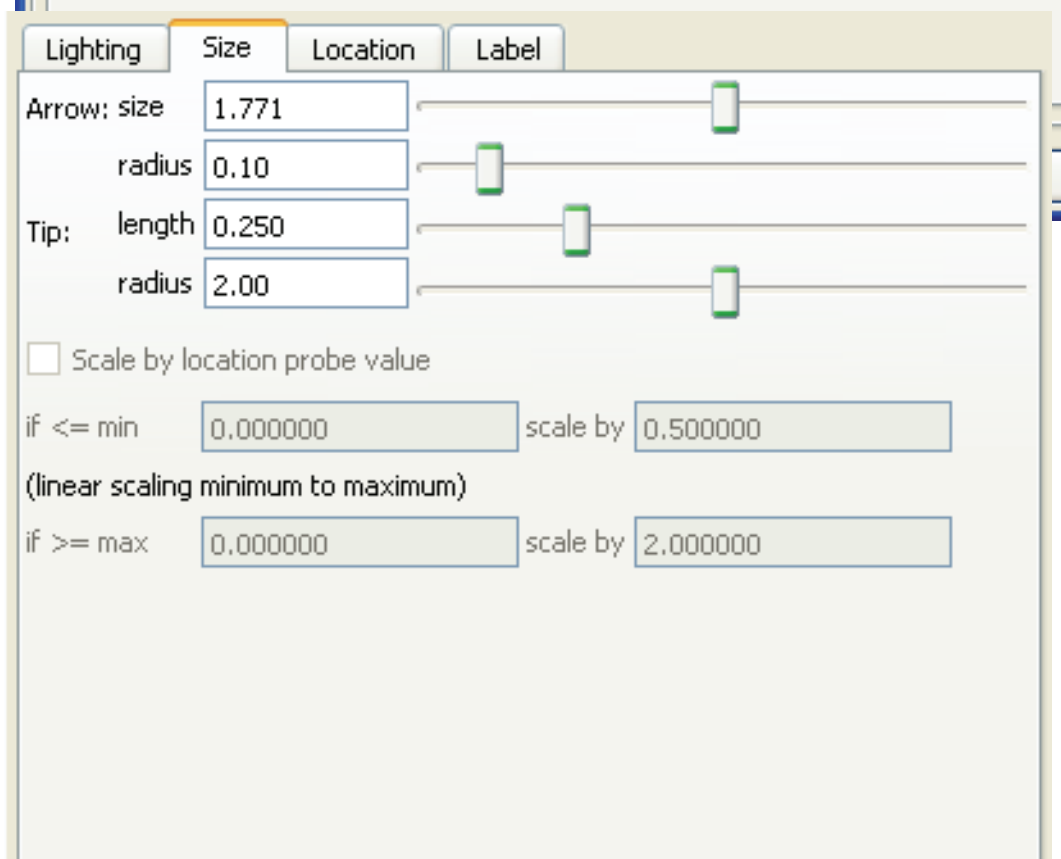 Lighting Size Location Label
Arrow: size 1.771
radius 0.10
Tip: length 0.250
radius 2.00
Scale by location probe value
if <= min 0.000000 scale by 0.500000
(linear scaling minimum to maximum)
if >= max 0.000000 scale by 2.000000